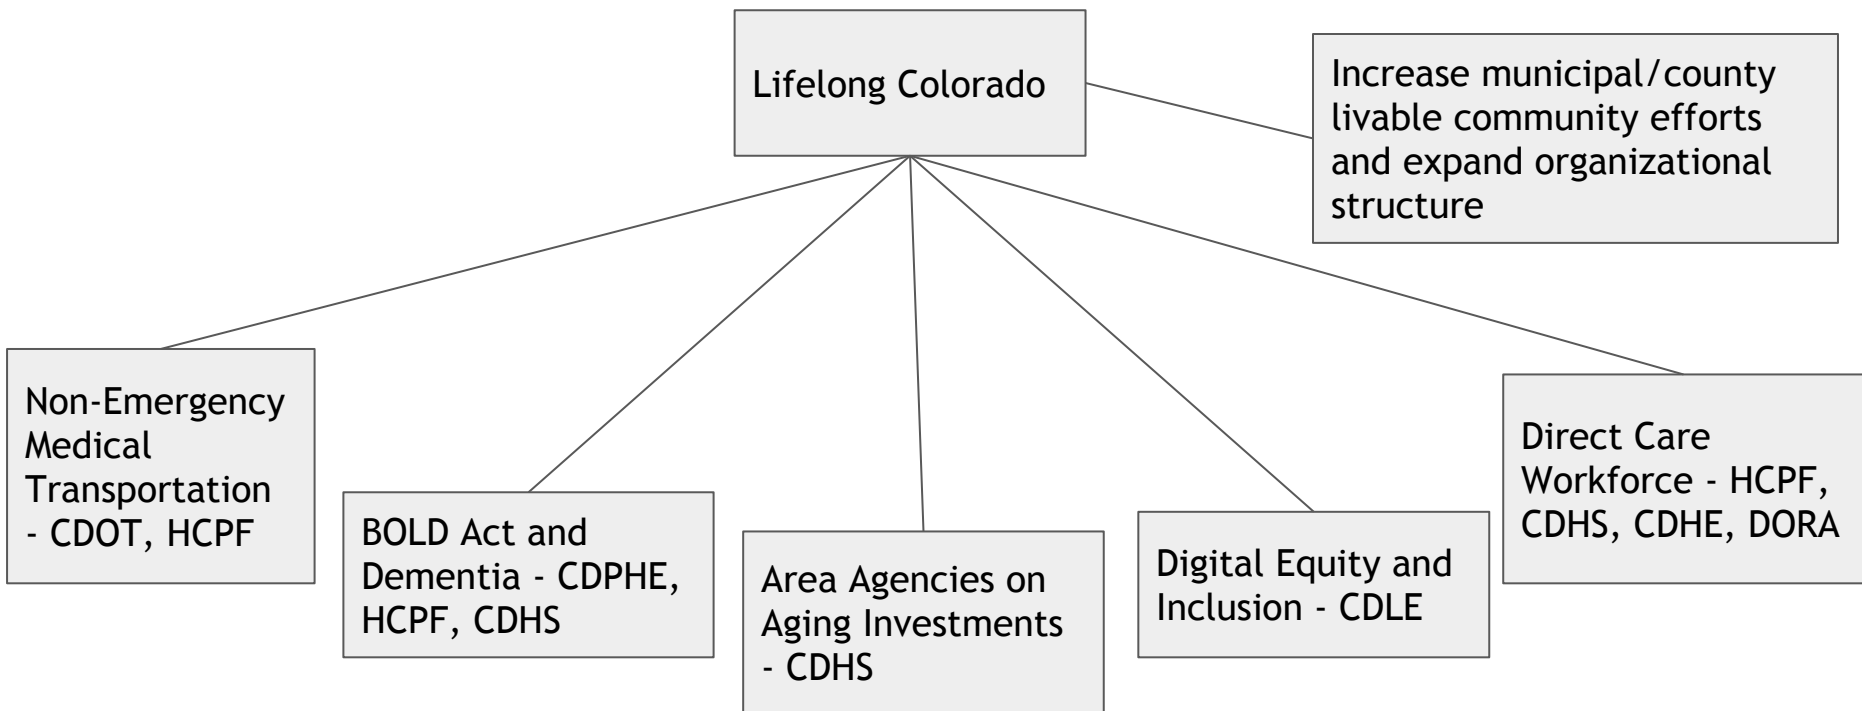 Lifelong Colorado
Increase municipal/county
livable community efforts
and expand organizational
structure
Non-Emergency
Medical
Transportation
- CDOT, HCPF
BOLD Act and
Dementia - CDPHE,
HCPF, CDHS
Area Agencies on
Aging Investments
- CDHS
Digital Equity and
Inclusion - CDLE
Direct Care
Workforce - HCPF,
CDHS, CDHE, DORA